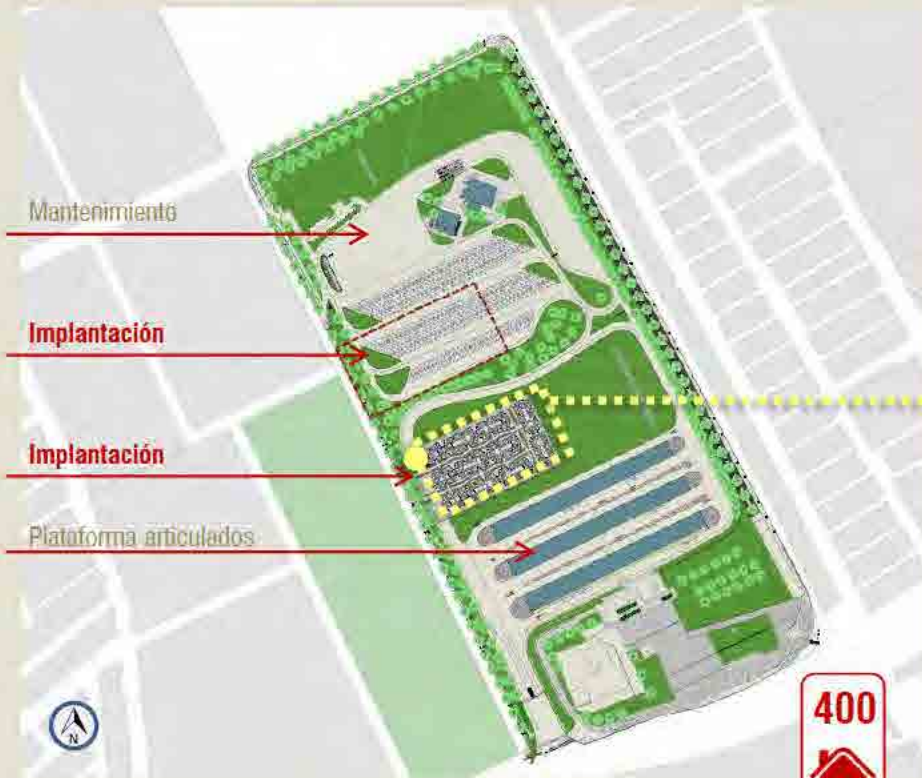 Mantenimiento
Implantación
Implantación
Plataforma articulados
N
400